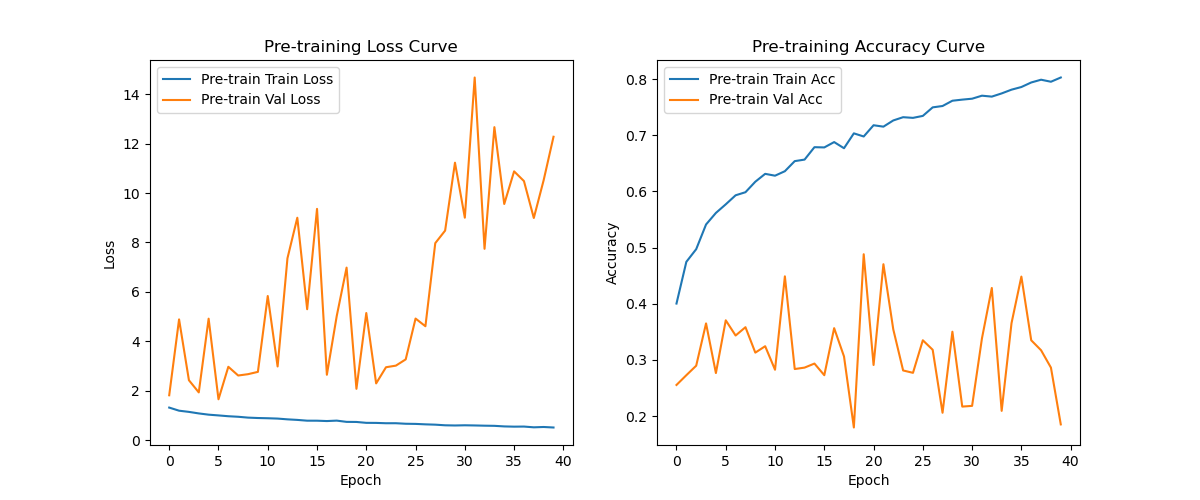 Pre-training Loss Curve
Pre-train Train Loss
Pre-train Val Loss
14
12
10
8
6
4
2
0
Loss
0 5 10 15 20 25 30 35 40
Epoch
Pre-training Accuracy Curve
Pre-train Train Acc
Pre-train Val Acc
0.8
0.7
0.6
0.5
0.4
0.3
0.2
Accuracy
0 5 10 15 20 25 30 35 40
Epoch